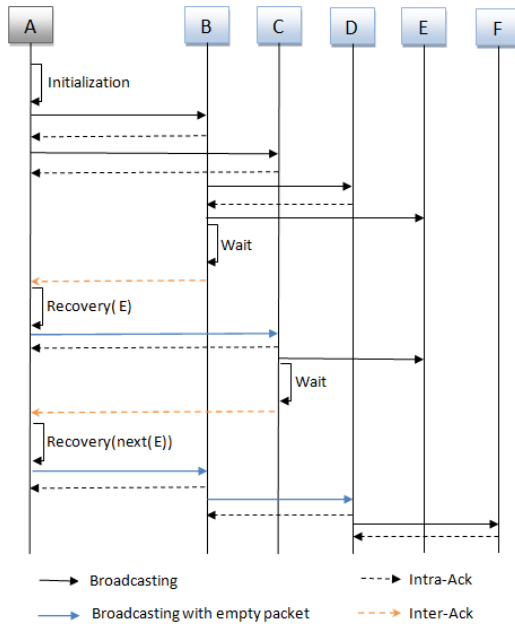 A B C D E F
Initialization
Wait
Recovery( E)
Wait
Recovery(next(E))
Broadcasting
Intra-Ack
Broadcasting with empty packet
Inter-Ack